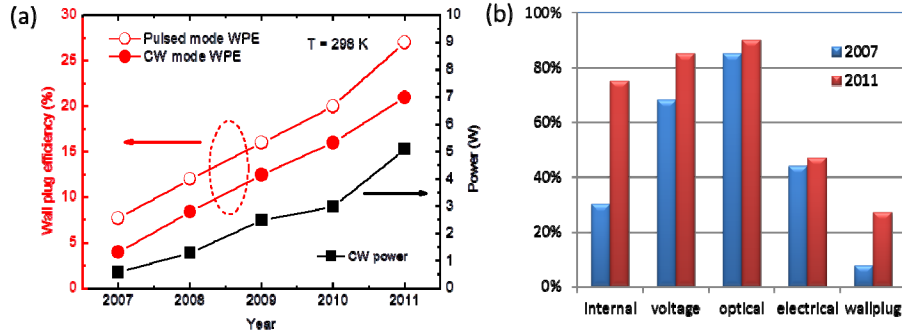 (a)
30
25
20
15
10
5
0
Wall plug efficiency (%)
Pulsed mode WPE
CW mode WPE
T = 298 K
CW power
10
9
8
7
6
5
4
3
2
1
0
Power (W)
2007 2008 2009 2010 2011
Year
(b)
100%
80%
60%
40%
20%
0%
2007
2011
internal voltage optical electrical wallplug